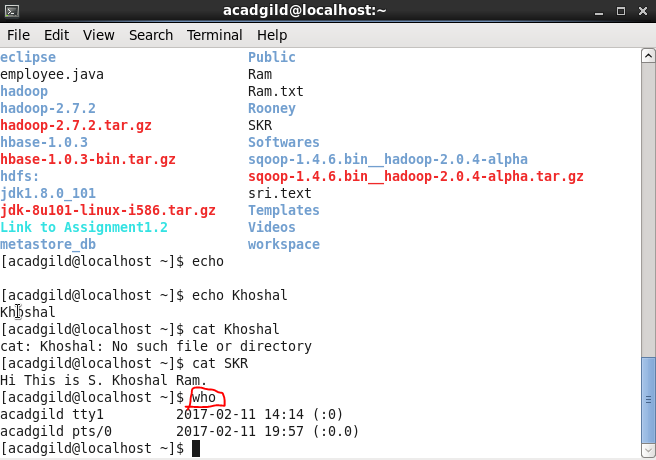 acadgild@localhost:~
File Edit View Search Terminal Help
eclipse Public
employee.java Ram
hadoop Ram.txt
hadoop-2.7.2 Rooney
hadoop-2.7.2.tar.gz SKR
hbase-1.0.3 Softwares
hbase-1.0.3-bin.tar.gz sqoop-1.4.6.bin__hadoop-2.0.4-alpha
hdfs: sqoop-1.4.6.bin__hadoop-2.0.4-alpha.tar.gz
jdk1.8.0_101 sri.text
jdk-8u101-linux-i586.tar.gz Templates
Link to Assignment1.2 Videos
metastore_db workspace
[acadgild@localhost ~]$ echo
[acadgild@localhost ~]$ echo Khoshal
Khoshal
[acadgild@localhost ~]$ cat Khoshal
cat: Khoshal: No such file or directory
[acadgild@localhost ~]$ cat SKR
Hi This is S. Khoshal Ram.
[acadgild@localhost ~]$ who
acadgild tty1 2017-02-11 14:14 (:0)
acadgild pts/0 2017-02-11 19:57 (:0.0)
[acadgild@localhost ~]$